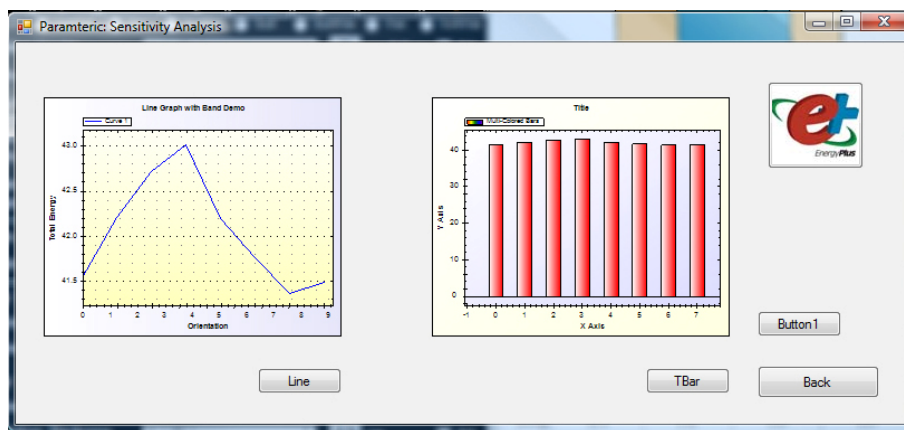 Paramteric: Sensitivity Analysis
Line Graph with Band Demo
Curve 1
Total Energy
43.0
42.5
42.0
41.5
0 1 2 3 4 5 6 7 8 9
Orientation
Line
Title
Multi-Colored Bars
Y Axis
40
30
20
10
0
-1 0 1 2 3 4 5 6 7
X Axis
TBar
e+
EnergyPlus
Button1
Back